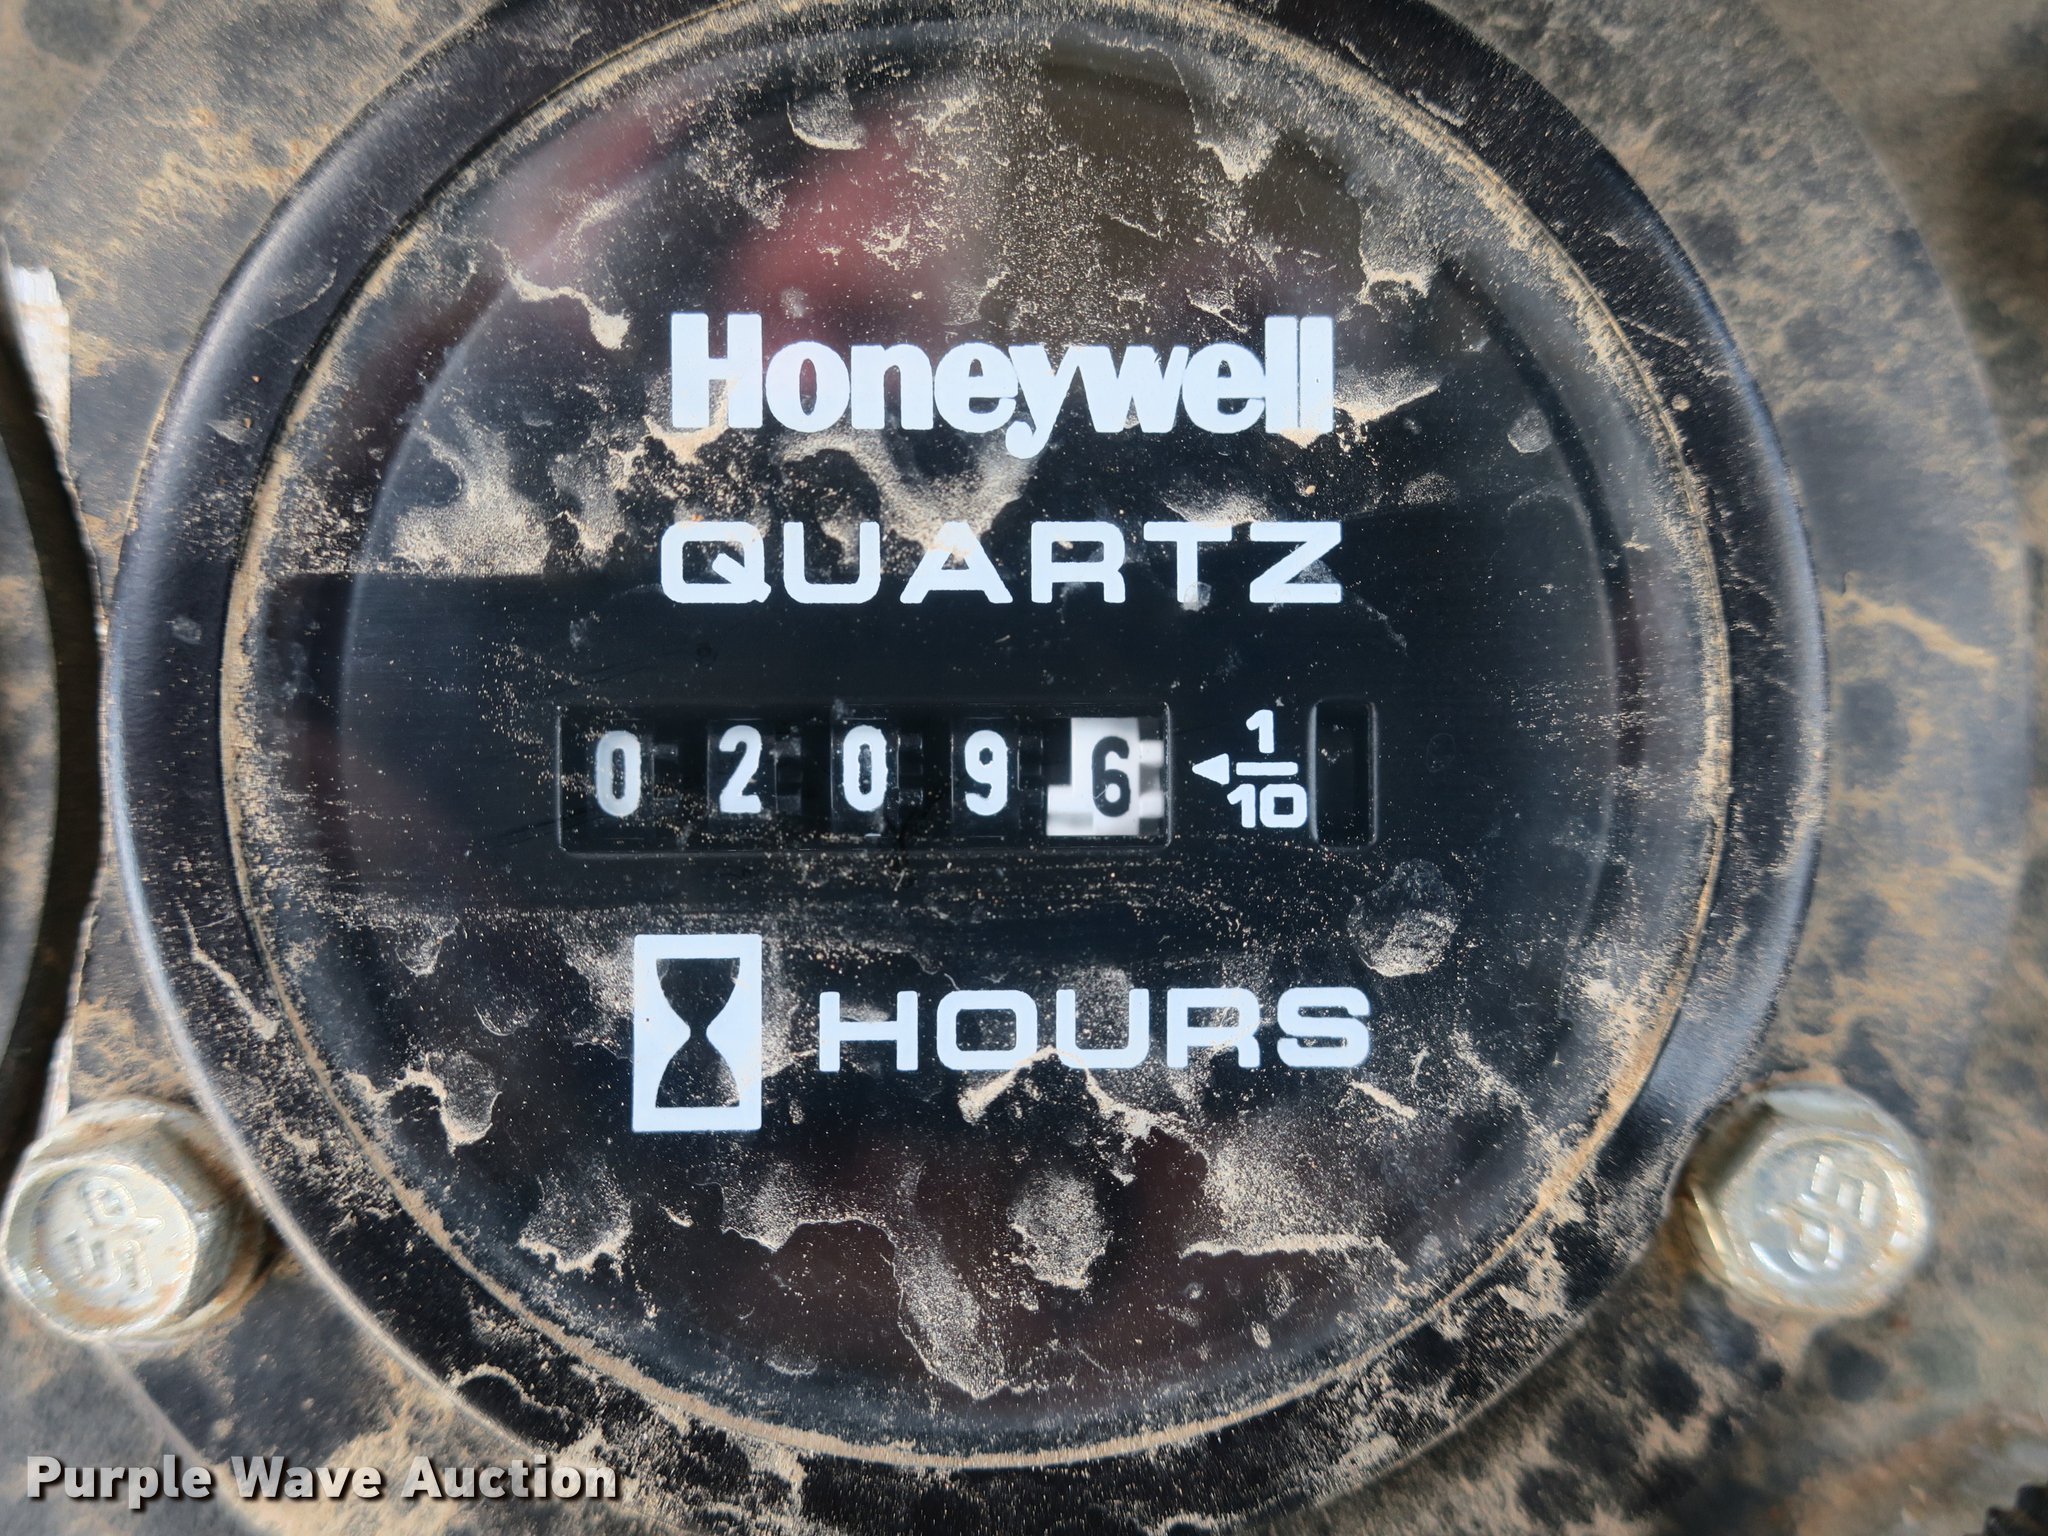 Honeywell
QUARTZ
0 2 0 9 6 ◄ 1/10
HOURS
Purple Wave Auction